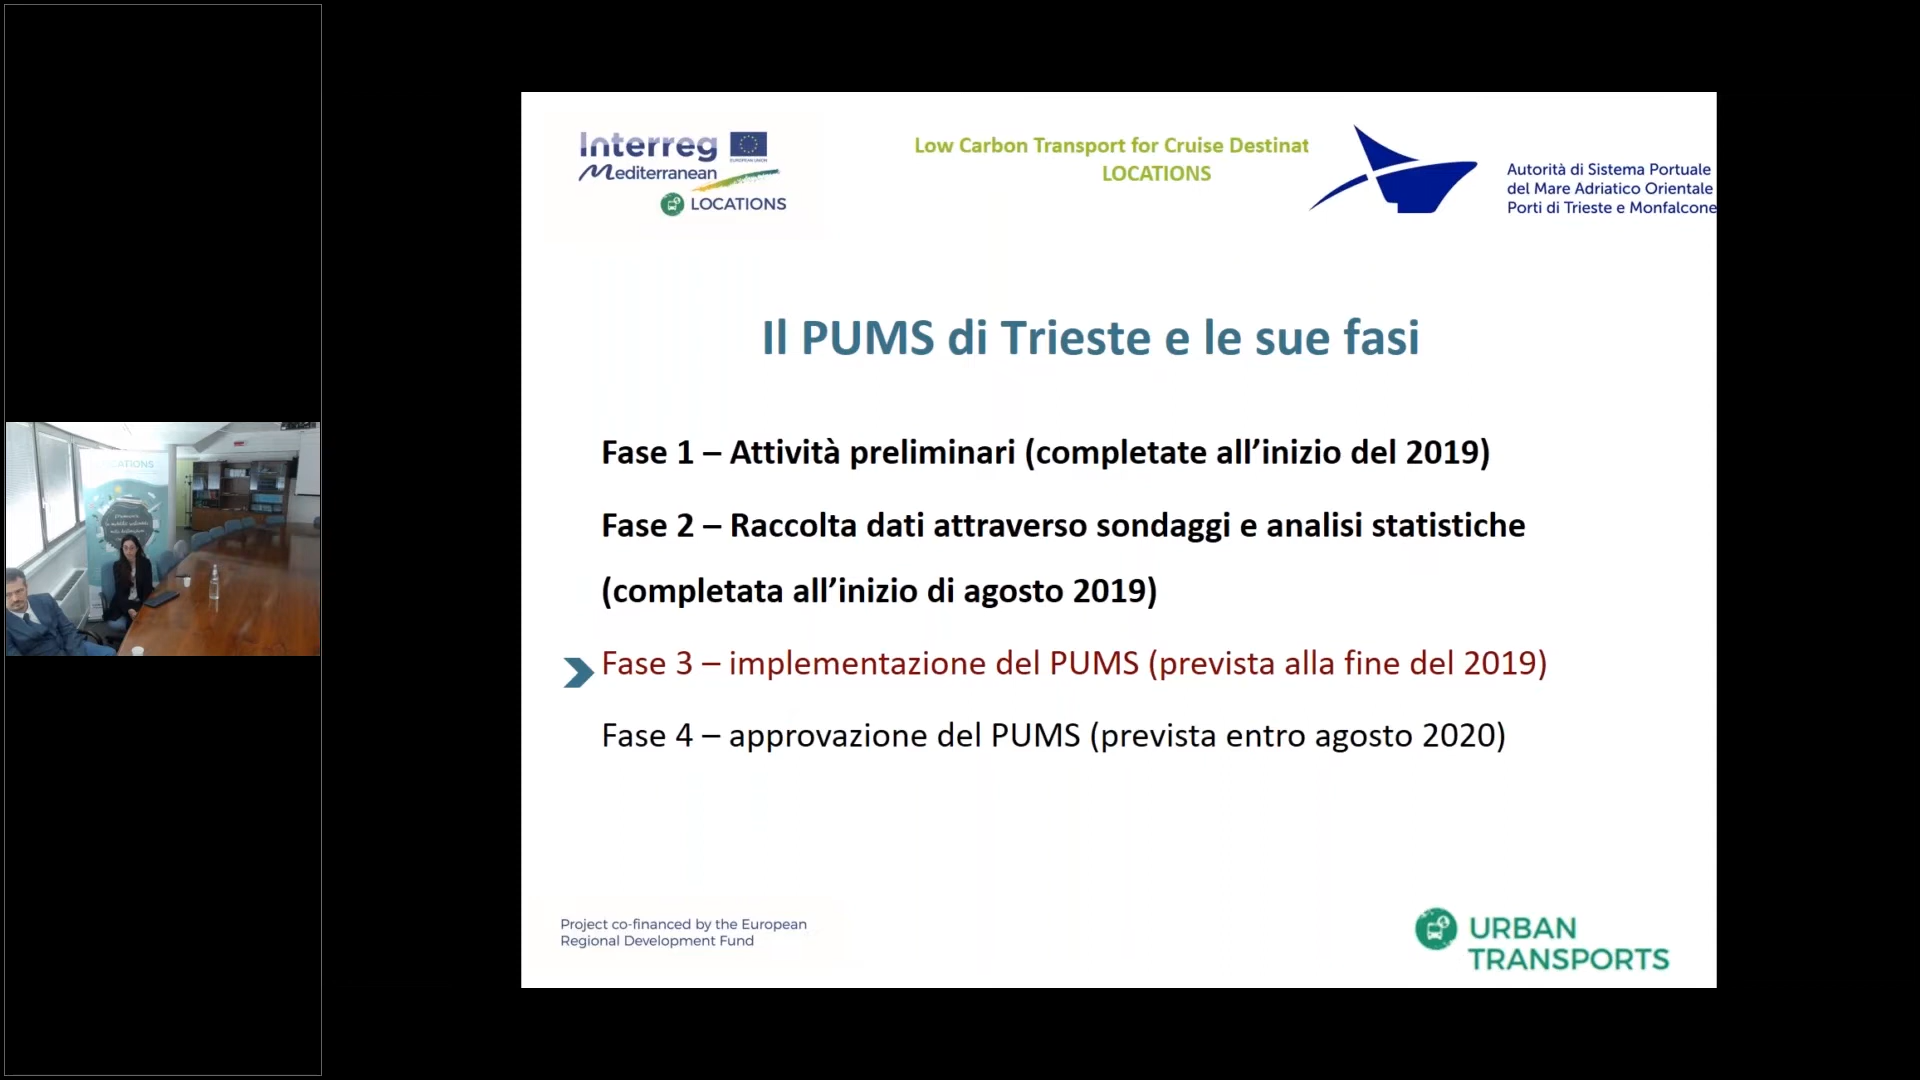 Interreg
EUROPEAN UNION
Mediterranean
LOCATIONS
Low Carbon Transport for Cruise Destinat
LOCATIONS
Autorità di Sistema Portuale
del Mare Adriatico Orientale
Porti di Trieste e Monfalcone
Il PUMS di Trieste e le sue fasi
Fase 1 – Attività preliminari (completate all’inizio del 2019)
Fase 2 – Raccolta dati attraverso sondaggi e analisi statistiche
(completata all’inizio di agosto 2019)
Fase 3 – implementazione del PUMS (prevista alla fine del 2019)
Fase 4 – approvazione del PUMS (prevista entro agosto 2020)
Project co-financed by the European
Regional Development Fund
URBAN
TRANSPORTS